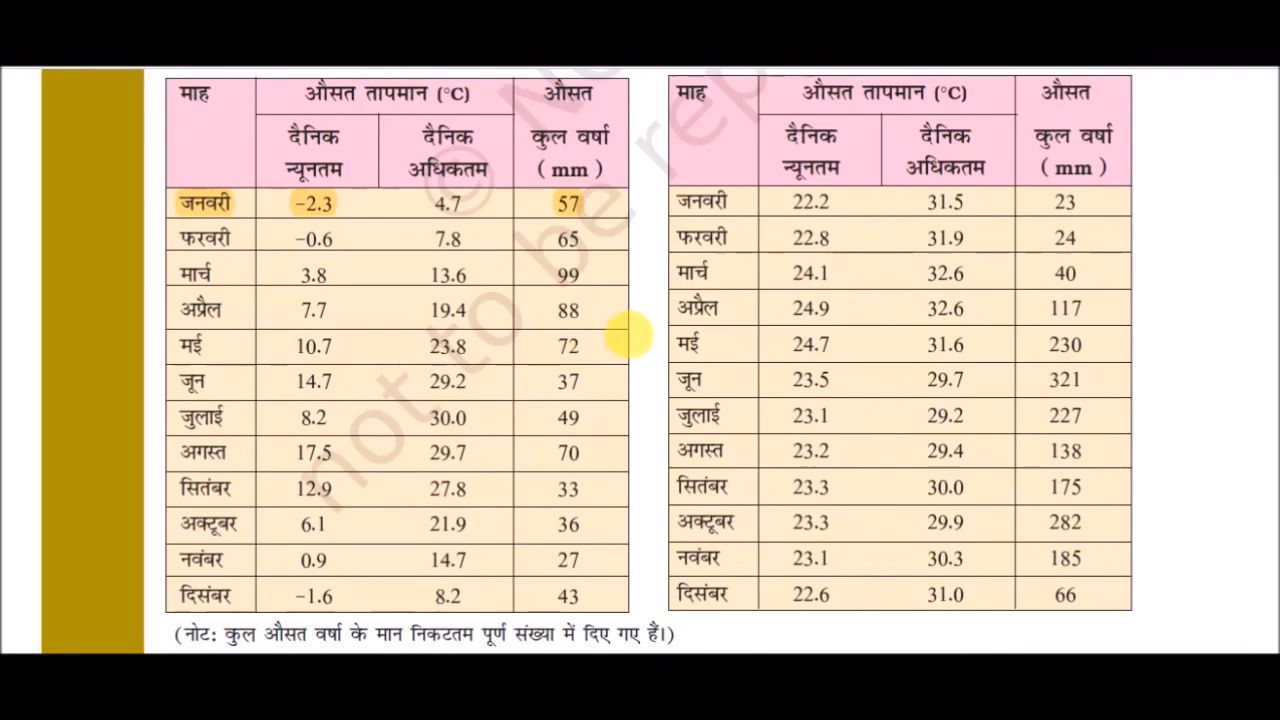 माह औसत तापमान (°C) औसत
दैनिक दैनिक कुल वर्षा
न्यूनतम अधिकतम ( mm )
जनवरी −2.3 4.7 57
फरवरी −0.6 7.8 65
मार्च 3.8 13.6 99
अप्रैल 7.7 19.4 88
मई 10.7 23.8 72
जून 14.7 29.2 37
जुलाई 8.2 30.0 49
अगस्त 17.5 29.7 70
सितंबर 12.9 27.8 33
अक्टूबर 6.1 21.9 36
नवंबर 0.9 14.7 27
दिसंबर −1.6 8.2 43
(नोट: कुल औसत वर्षा के मान निकटतम पूर्ण संख्या में दिए गए हैं।)
माह औसत तापमान (°C) औसत
दैनिक दैनिक कुल वर्षा
न्यूनतम अधिकतम ( mm )
जनवरी 22.2 31.5 23
फरवरी 22.8 31.9 24
मार्च 24.1 32.6 40
अप्रैल 24.9 32.6 117
मई 24.7 31.6 230
जून 23.5 29.7 321
जुलाई 23.1 29.2 227
अगस्त 23.2 29.4 138
सितंबर 23.3 30.0 175
अक्टूबर 23.3 29.9 282
नवंबर 23.1 30.3 185
दिसंबर 22.6 31.0 66
©
not to be